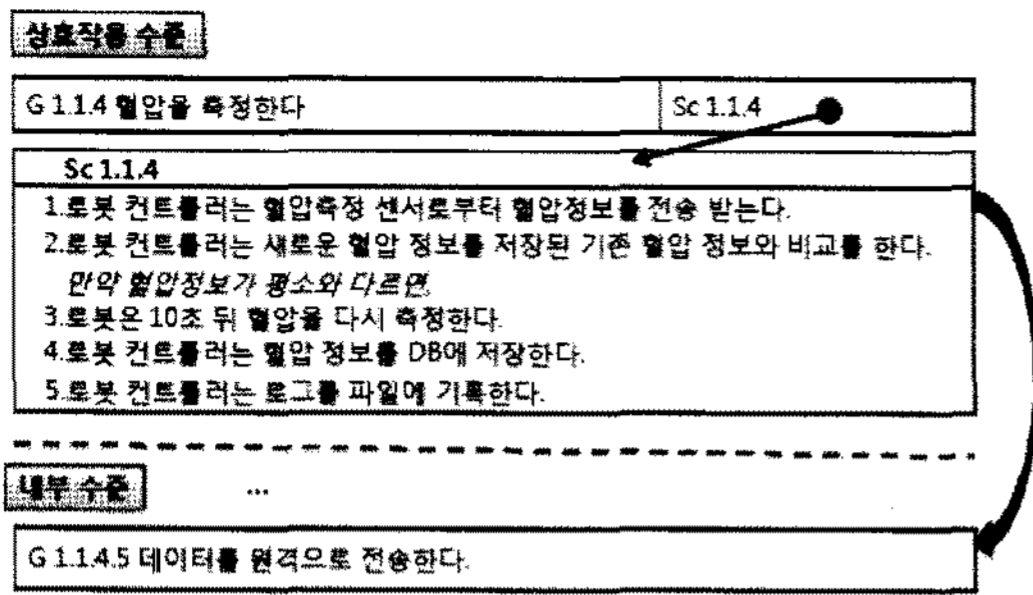 상호작용 수준
G 1.1.4 혈압을 측정한다 Sc 1.1.4
Sc 1.1.4
1.로봇 컨트롤러는 혈압측정 센서로부터 혈압정보를 전송 받는다.
2.로봇 컨트롤러는 새로운 혈압 정보를 저장된 기존 혈압 정보와 비교를 한다.
만약 혈압정보가 평소와 다르면,
3.로봇은 10초 뒤 혈압을 다시 측정한다.
4.로봇 컨트롤러는 혈압 정보를 DB에 저장한다.
5.로봇 컨트롤러는 로그를 파일에 기록한다.
내부 수준 ...
G 1.1.4.5 데이터를 원격으로 전송한다.